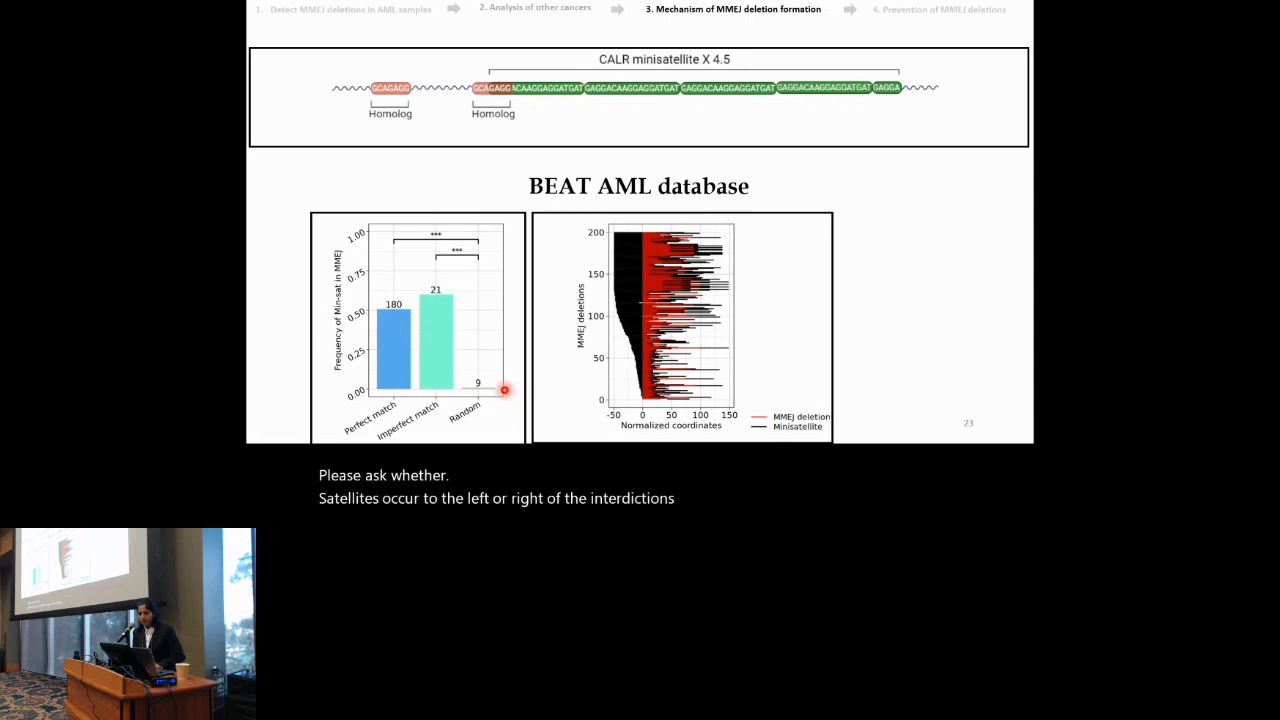 1. Detect MMEJ deletions in AML samples
2. Analysis of other cancers
3. Mechanism of MMEJ deletion formation
4. Prevention of MMEJ deletions
CALR minisatellite X 4.5
GCAGAGG
GCAGAGGACAAGGAGGATGAT GAGGACAAGGAGGATGAT GAGGACAAGGAGGATGAT GAGGACAAGGAGGATGAT GAGGA
Homolog
Homolog
BEAT AML database
Frequency of Min-sat in MMEJ
1.00
0.75
0.50
0.25
0.00
***
***
180
21
9
Perfect match
Imperfect match
Random
MMEJ deletions
200
150
100
50
0
-50 0 50 100 150
Normalized coordinates
MMEJ deletion
Minisatellite
23
Please ask whether.
Satellites occur to the left or right of the interdictions